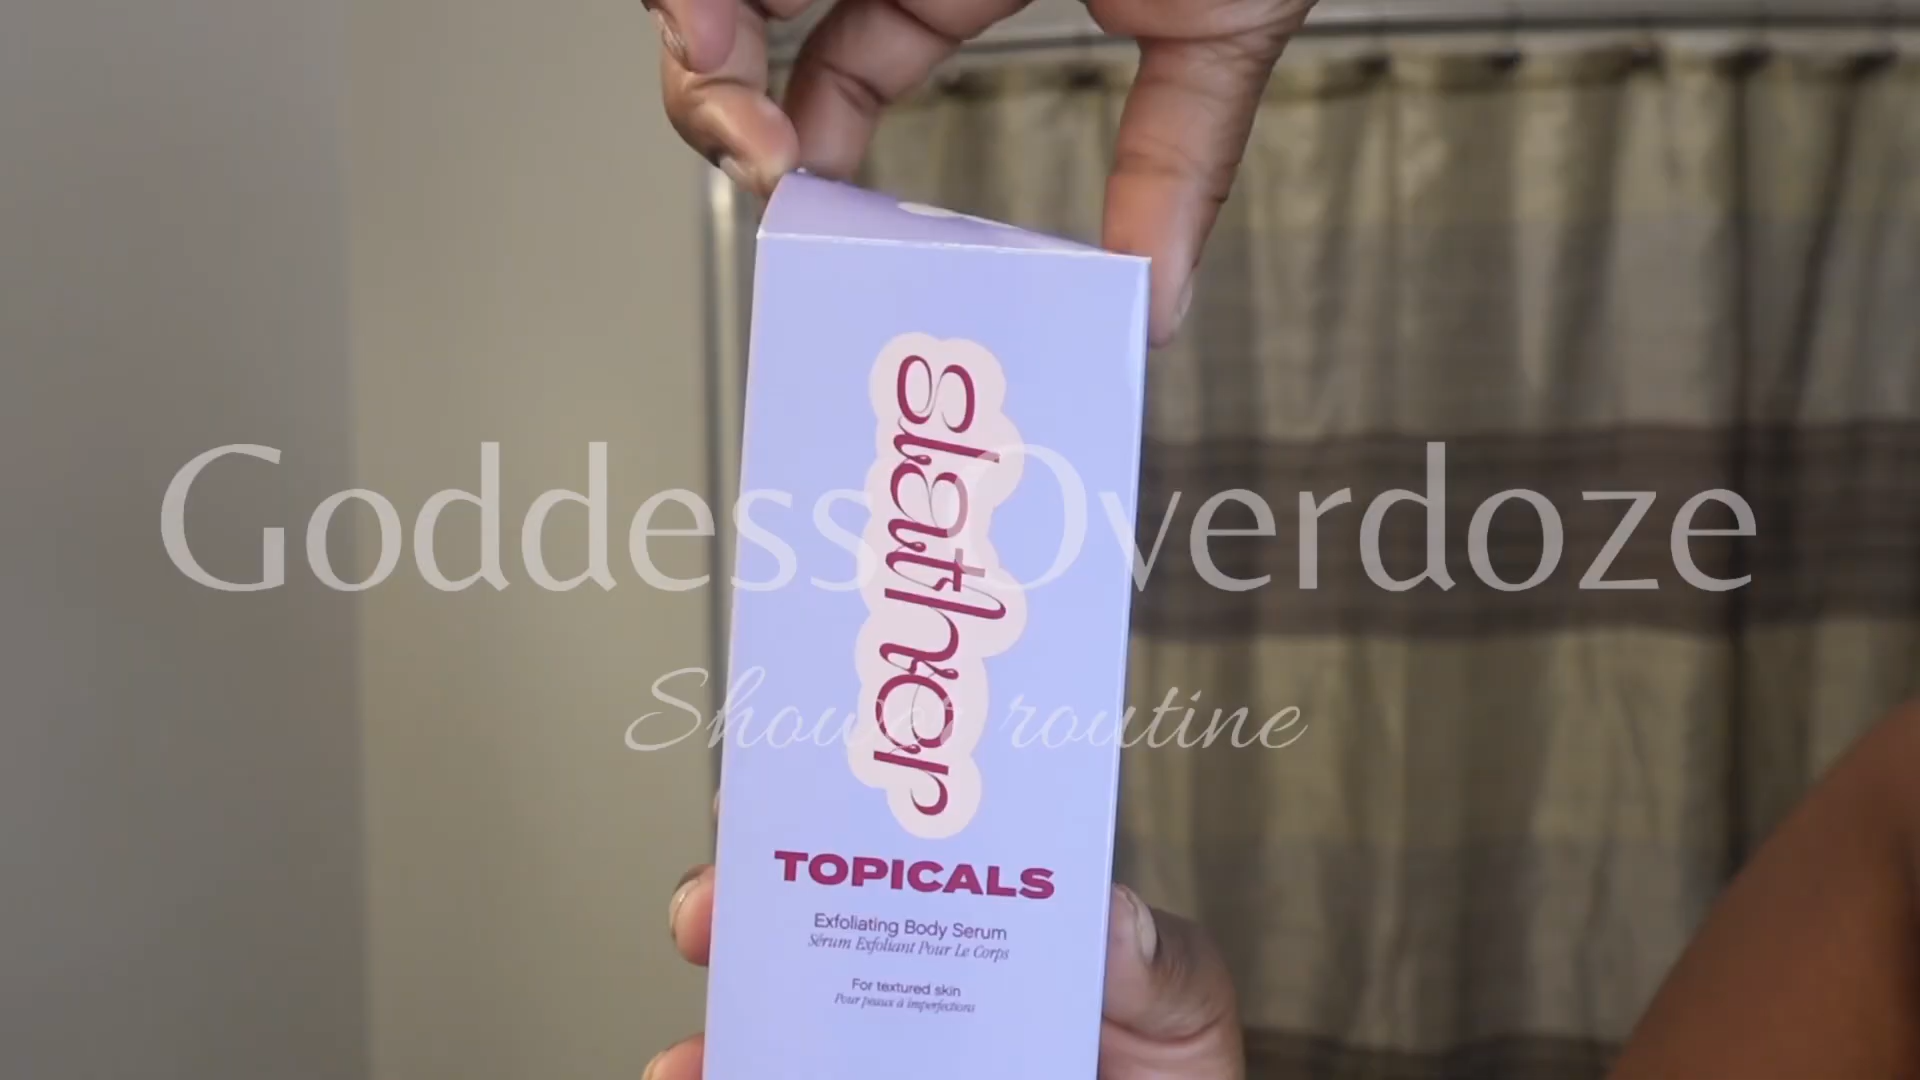 Slather
Goddess Overdoze
Shower routine
TOPICALS
Exfoliating Body Serum
Sérum Exfoliant Pour Le Corps
For textured skin
Pour peaux à imperfections